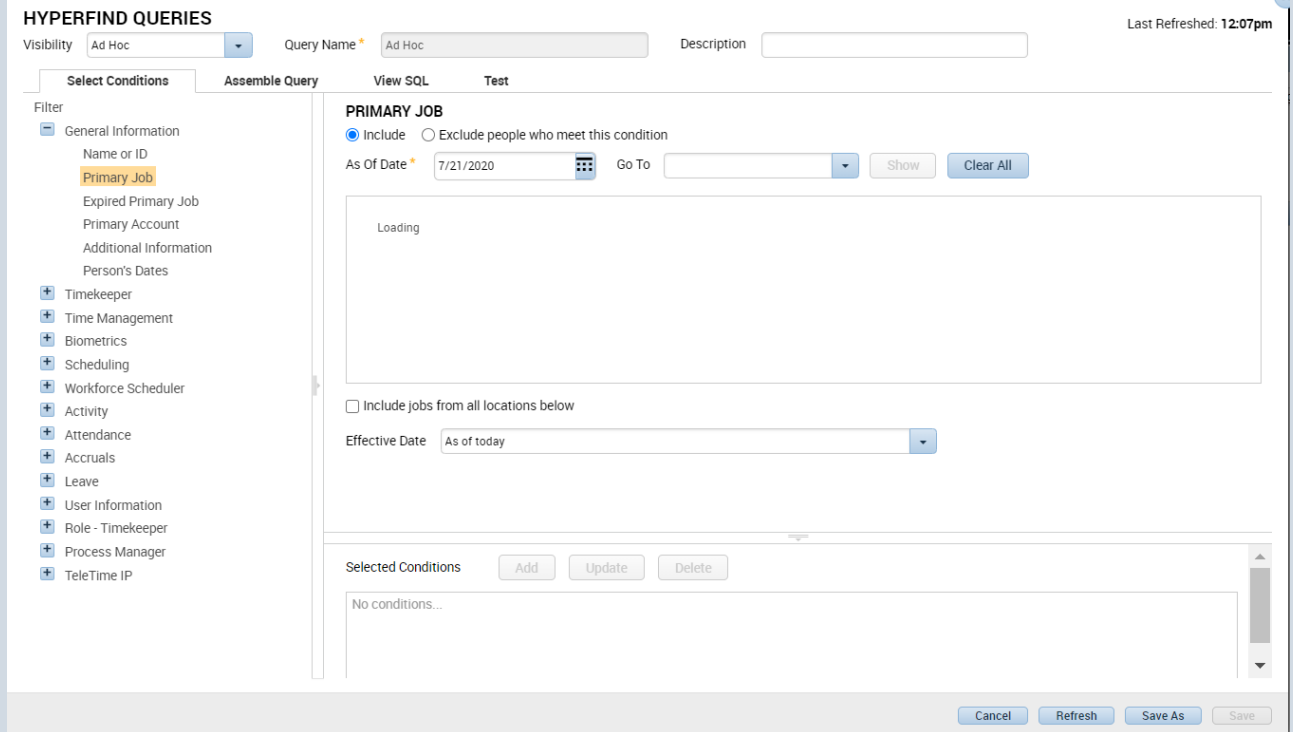 HYPERFIND QUERIES
Last Refreshed: 12:07pm
Visibility Ad Hoc Query Name* Ad Hoc Description
Select Conditions Assemble Query View SQL Test
Filter
General Information
Name or ID
Primary Job
Expired Primary Job
Primary Account
Additional Information
Person's Dates
Timekeeper
Time Management
Biometrics
Scheduling
Workforce Scheduler
Activity
Attendance
Accruals
Leave
User Information
Role - Timekeeper
Process Manager
TeleTime IP
PRIMARY JOB
Include Exclude people who meet this condition
As Of Date* 7/21/2020 Go To Show Clear All
Loading
Include jobs from all locations below
Effective Date As of today
Selected Conditions Add Update Delete
No conditions...
Cancel Refresh Save As Save